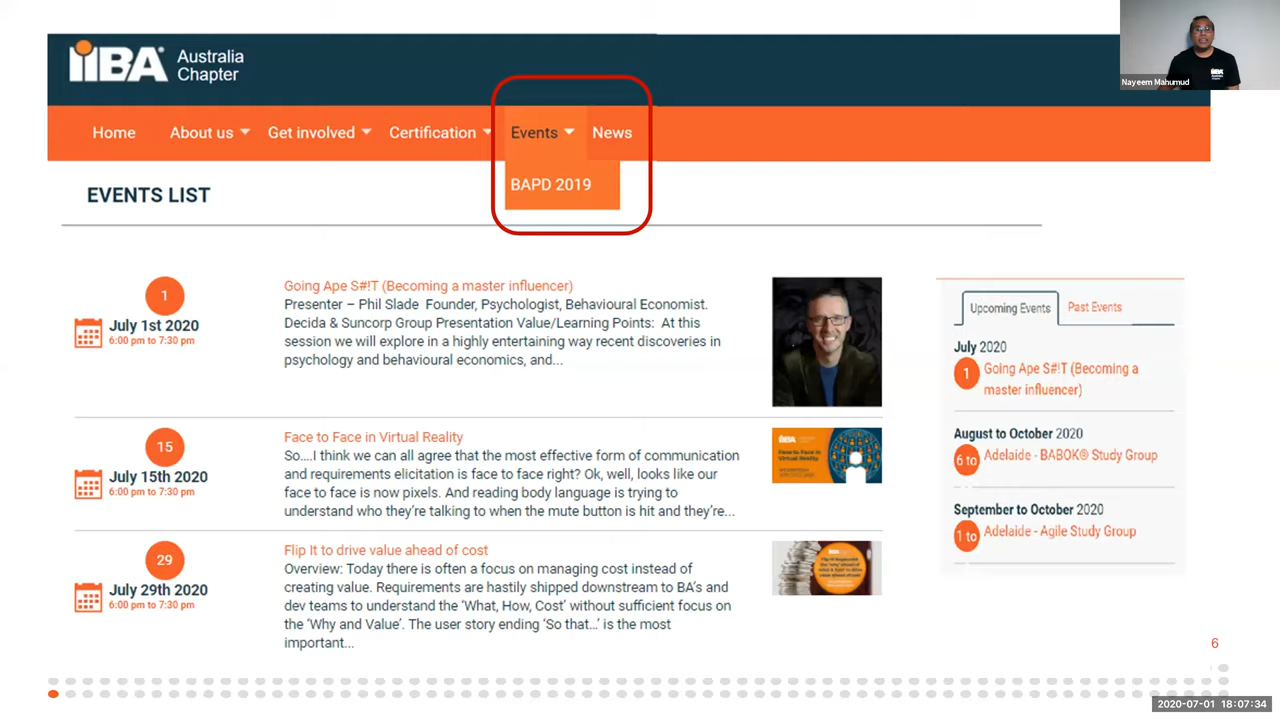 IIBA Australia
Chapter
Nayeem Mahumud
Home About us Get involved Certification Events News
BAPD 2019
EVENTS LIST
1
July 1st 2020
6:00 pm to 7:30 pm
Going Ape S#!T (Becoming a master influencer)
Presenter – Phil Slade Founder, Psychologist, Behavioural Economist.
Decida & Suncorp Group Presentation Value/Learning Points: At this
session we will explore in a highly entertaining way recent discoveries in
psychology and behavioural economics, and...
15
July 15th 2020
6:00 pm to 7:30 pm
Face to Face in Virtual Reality
So....I think we can all agree that the most effective form of communication
and requirements elicitation is face to face right? Ok, well, looks like our
face to face is now pixels. And reading body language is trying to
understand who they're talking to when the mute button is hit and they're...
IIBA
Face to Face in
Virtual Reality
29
July 29th 2020
6:00 pm to 7:30 pm
Flip It to drive value ahead of cost
Overview: Today there is often a focus on managing cost instead of
creating value. Requirements are hastily shipped downstream to BA's and
dev teams to understand the 'What, How, Cost' without sufficient focus on
the 'Why and Value'. The user story ending 'So that...' is the most
important...
Upcoming Events Past Events
July 2020
1 Going Ape S#!T (Becoming a
master influencer)
August to October 2020
6 to Adelaide - BABOK® Study Group
September to October 2020
1 to Adelaide - Agile Study Group
6
2020-07-01 18:07:34